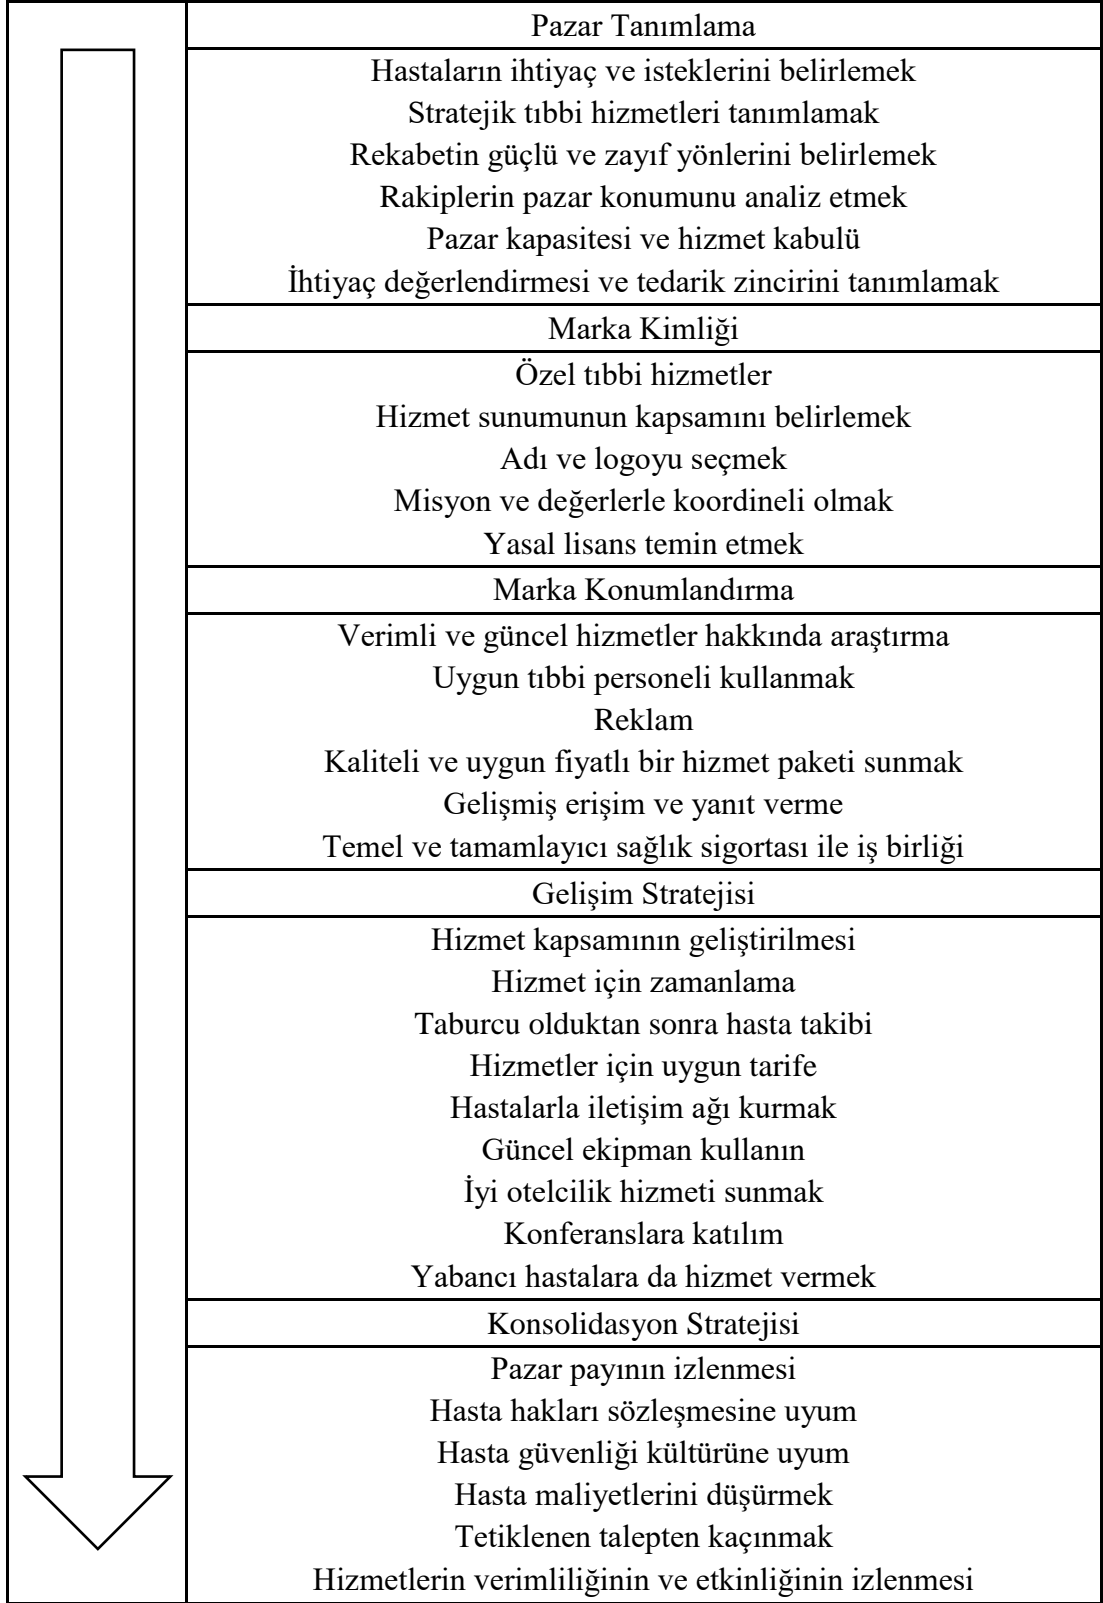 Pazar Tanımlama
Hastaların ihtiyaç ve isteklerini belirlemek
Stratejik tıbbi hizmetleri tanımlamak
Rekabetin güçlü ve zayıf yönlerini belirlemek
Rakiplerin pazar konumunu analiz etmek
Pazar kapasitesi ve hizmet kabulü
İhtiyaç değerlendirmesi ve tedarik zincirini tanımlamak
Marka Kimliği
Özel tıbbi hizmetler
Hizmet sunumunun kapsamını belirlemek
Adı ve logoyu seçmek
Misyon ve değerlerle koordineli olmak
Yasal lisans temin etmek
Marka Konumlandırma
Verimli ve güncel hizmetler hakkında araştırma
Uygun tıbbi personeli kullanmak
Reklam
Kaliteli ve uygun fiyatlı bir hizmet paketi sunmak
Gelişmiş erişim ve yanıt verme
Temel ve tamamlayıcı sağlık sigortası ile iş birliği
Gelişim Stratejisi
Hizmet kapsamının geliştirilmesi
Hizmet için zamanlama
Taburcu olduktan sonra hasta takibi
Hizmetler için uygun tarife
Hastalarla iletişim ağı kurmak
Güncel ekipman kullanın
İyi otelcilik hizmeti sunmak
Konferanslara katılım
Yabancı hastalara da hizmet vermek
Konsolidasyon Stratejisi
Pazar payının izlenmesi
Hasta hakları sözleşmesine uyum
Hasta güvenliği kültürüne uyum
Hasta maliyetlerini düşürmek
Tetiklenen talepten kaçınmak
Hizmetlerin verimliliğinin ve etkinliğinin izlenmesi